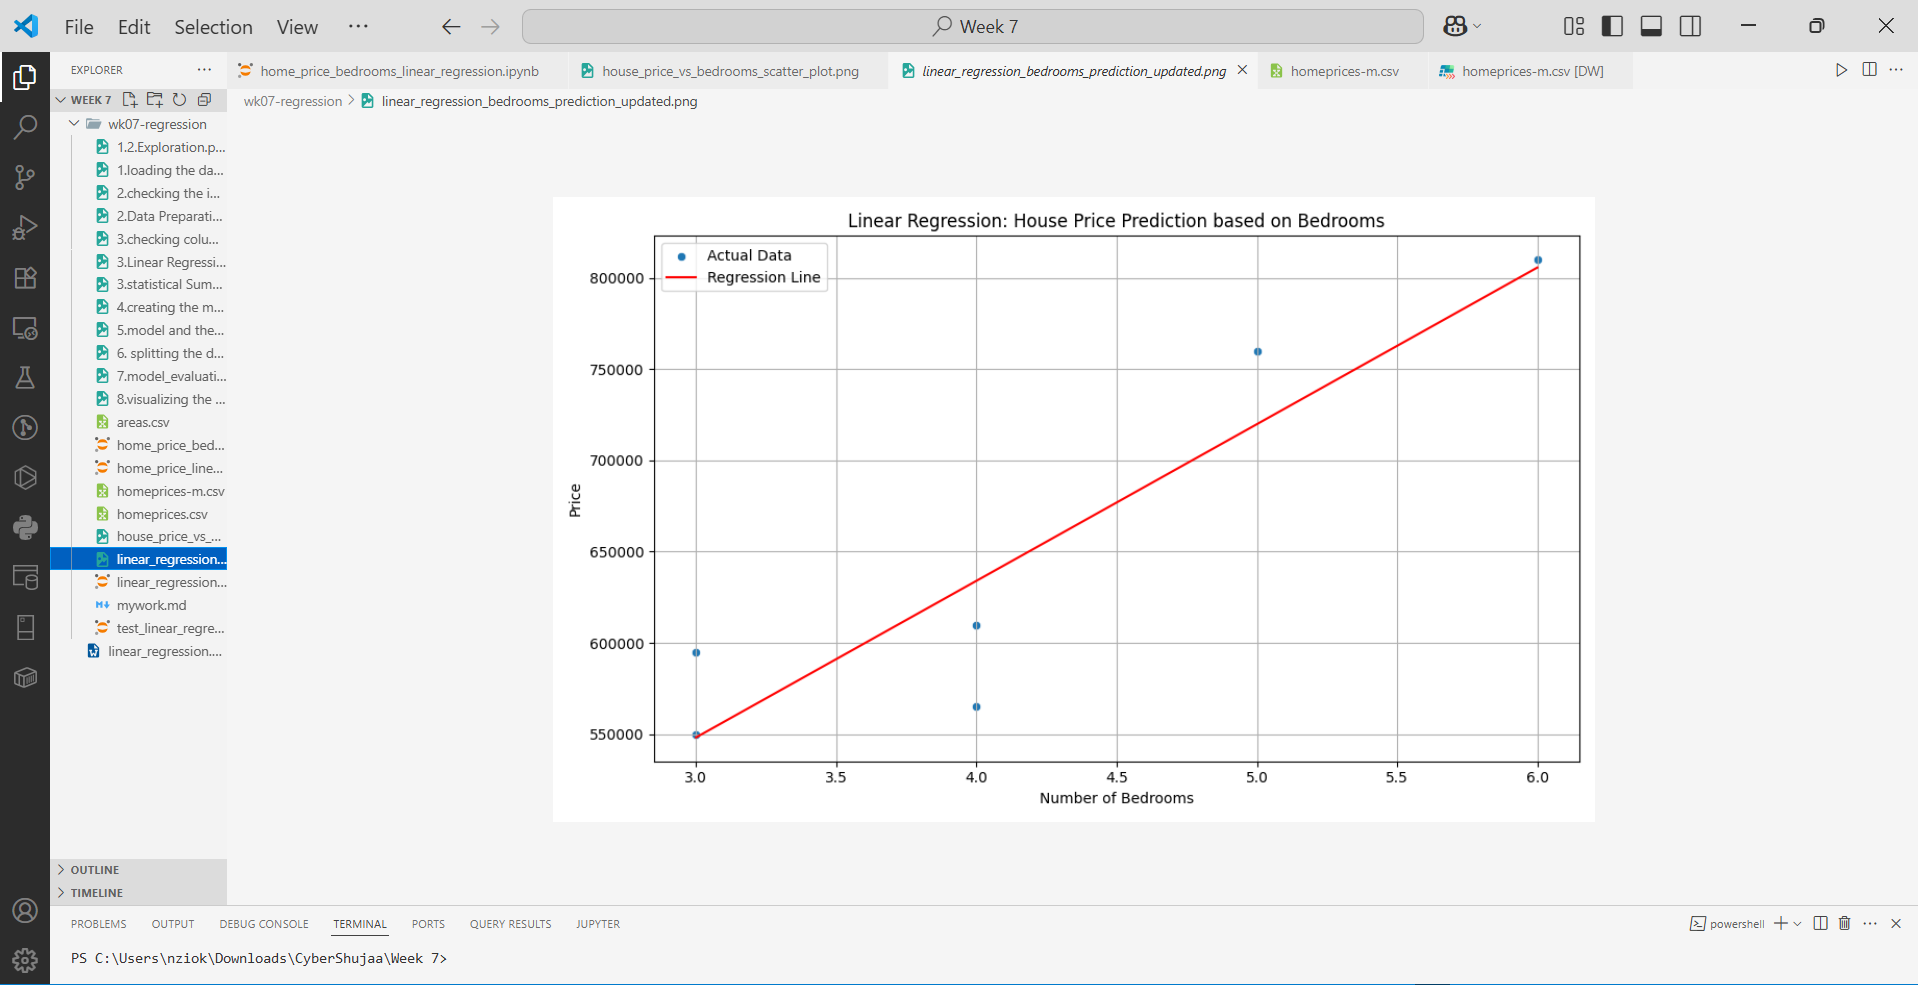 File Edit Selection View ···
Week 7
EXPLORER ···
home_price_bedrooms_linear_regression.ipynb
house_price_vs_bedrooms_scatter_plot.png
linear_regression_bedrooms_prediction_updated.png
homeprices-m.csv
homeprices-m.csv [DW]
WEEK 7
wk07-regression > linear_regression_bedrooms_prediction_updated.png
wk07-regression
1.2.Exploration.p...
1.loading the da...
2.checking the i...
2.Data Preparati...
3.checking colu...
3.Linear Regressi...
3.statistical Sum...
4.creating the m...
5.model and the...
6. splitting the d...
7.model_evaluati...
8.visualizing the ...
areas.csv
home_price_bed...
home_price_line...
homeprices-m.csv
homeprices.csv
house_price_vs_...
linear_regression...
linear_regression...
mywork.md
test_linear_regre...
linear_regression....
OUTLINE
TIMELINE
Linear Regression: House Price Prediction based on Bedrooms
Actual Data
Regression Line
800000
750000
700000
650000
600000
550000
Price
3.0 3.5 4.0 4.5 5.0 5.5 6.0
Number of Bedrooms
PROBLEMS OUTPUT DEBUG CONSOLE TERMINAL PORTS QUERY RESULTS JUPYTER
powershell
PS C:\Users\nziok\Downloads\CyberShujaa\Week 7>